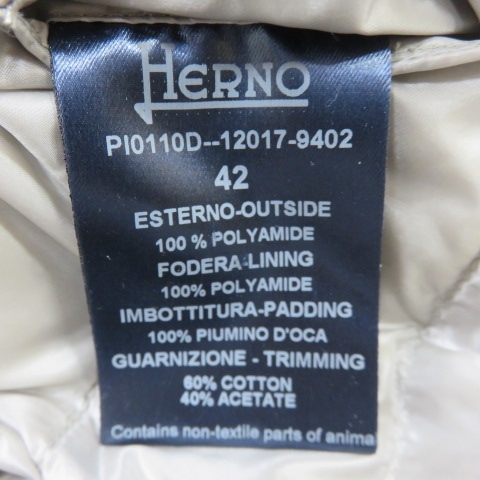 HERNO
PI0110D--12017-9402
42
ESTERNO-OUTSIDE
100 % POLYAMIDE
FODERA-LINING
100% POLYAMIDE
IMBOTTITURA-PADDING
100% PIUMINO D'OCA
GUARNIZIONE - TRIMMING
60% COTTON
40% ACETATE
Contains non-textile parts of anima